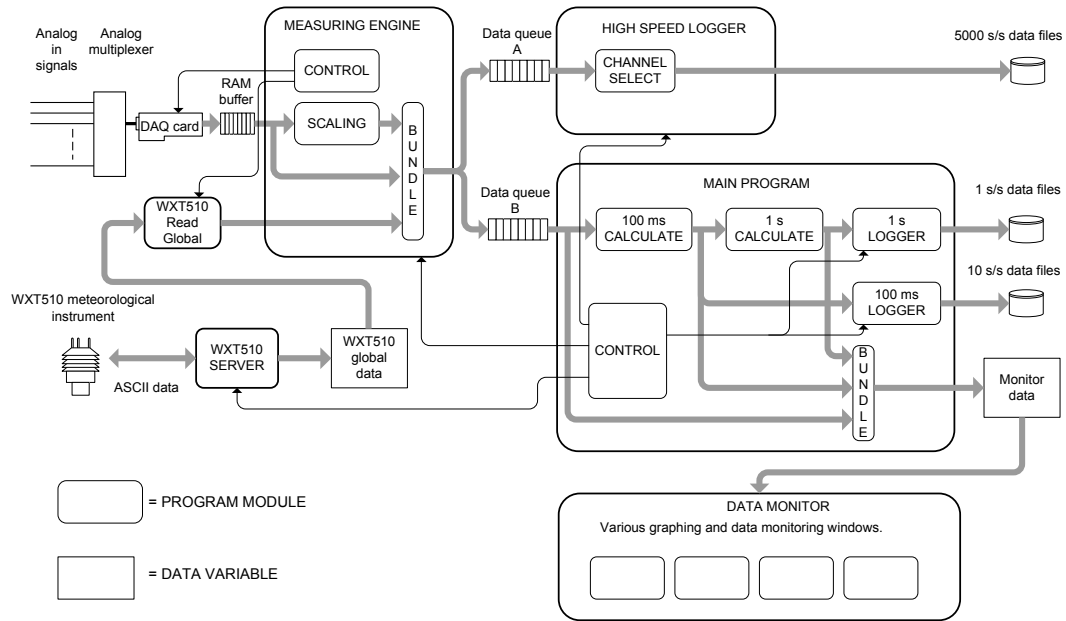 Analog
in
signals
Analog
multiplexer
MEASURING ENGINE
CONTROL
RAM
buffer
DAQ card
SCALING
B
U
N
D
L
E
WXT510
Read
Global
Data queue
A
HIGH SPEED LOGGER
CHANNEL
SELECT
5000 s/s data files
Data queue
B
MAIN PROGRAM
100 ms
CALCULATE
1 s
CALCULATE
1 s
LOGGER
1 s/s data files
100 ms
LOGGER
10 s/s data files
WXT510 meteorological
instrument
ASCII data
WXT510
SERVER
WXT510
global
data
CONTROL
B
U
N
D
L
E
Monitor
data
= PROGRAM MODULE
= DATA VARIABLE
DATA MONITOR
Various graphing and data monitoring windows.